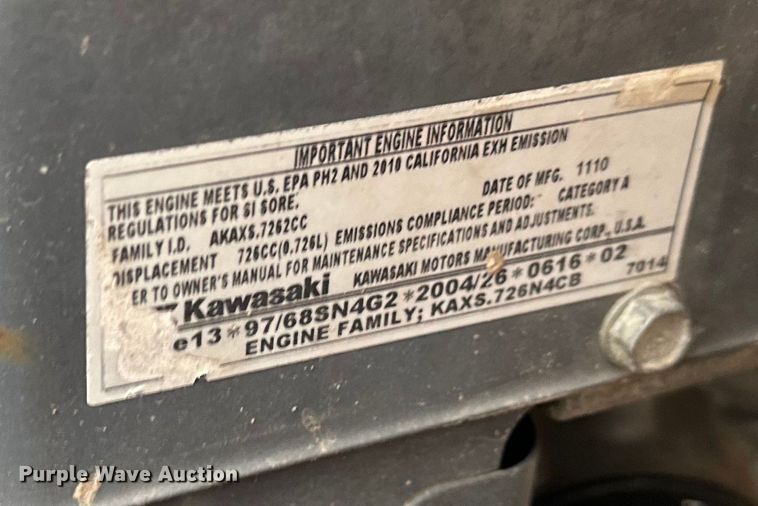 IMPORTANT ENGINE INFORMATION
THIS ENGINE MEETS U.S. EPA PH2 AND 2010 CALIFORNIA EXH EMISSION
REGULATIONS FOR SI SORE.
DATE OF MFG. 1110
FAMILY I.D. AKAXS.7262CC
CATEGORY A
DISPLACEMENT 726CC(0.726L) EMISSIONS COMPLIANCE PERIOD:
ER TO OWNER'S MANUAL FOR MAINTENANCE SPECIFICATIONS AND ADJUSTMENTS.
Kawasaki KAWASAKI MOTORS MANUFACTURING CORP., U.S.A.
e13*97/68SN4G2*2004/26*0616*02 7014
ENGINE FAMILY; KAXS.726N4CB
Purple Wave Auction